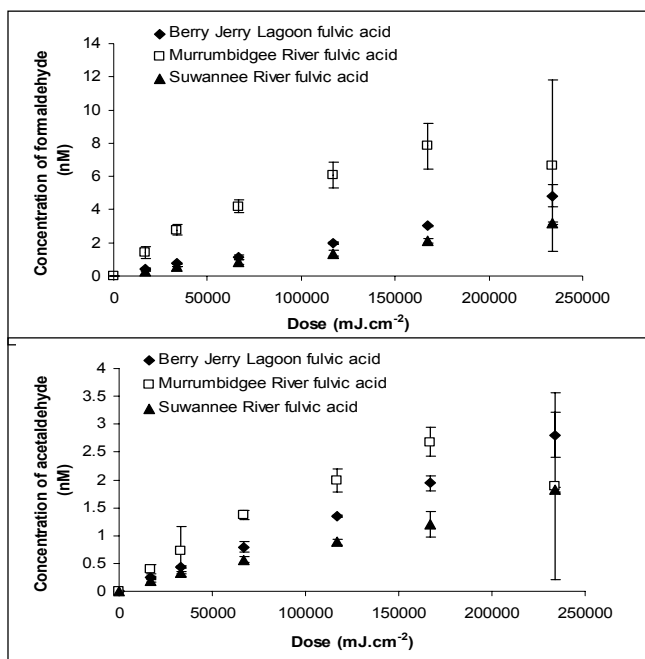 Berry Jerry Lagoon fulvic acid
Murrumbidgee River fulvic acid
Suwannee River fulvic acid
Concentration of formaldehyde
(nM)
14
12
10
8
6
4
2
0
0 50000 100000 150000 200000 250000
Dose (mJ.cm-2)
Berry Jerry Lagoon fulvic acid
Murrumbidgee River fulvic acid
Suwannee River fulvic acid
Concentration of acetaldehyde
(nM)
4
3.5
3
2.5
2
1.5
1
0.5
0
0 50000 100000 150000 200000 250000
Dose (mJ.cm-2)